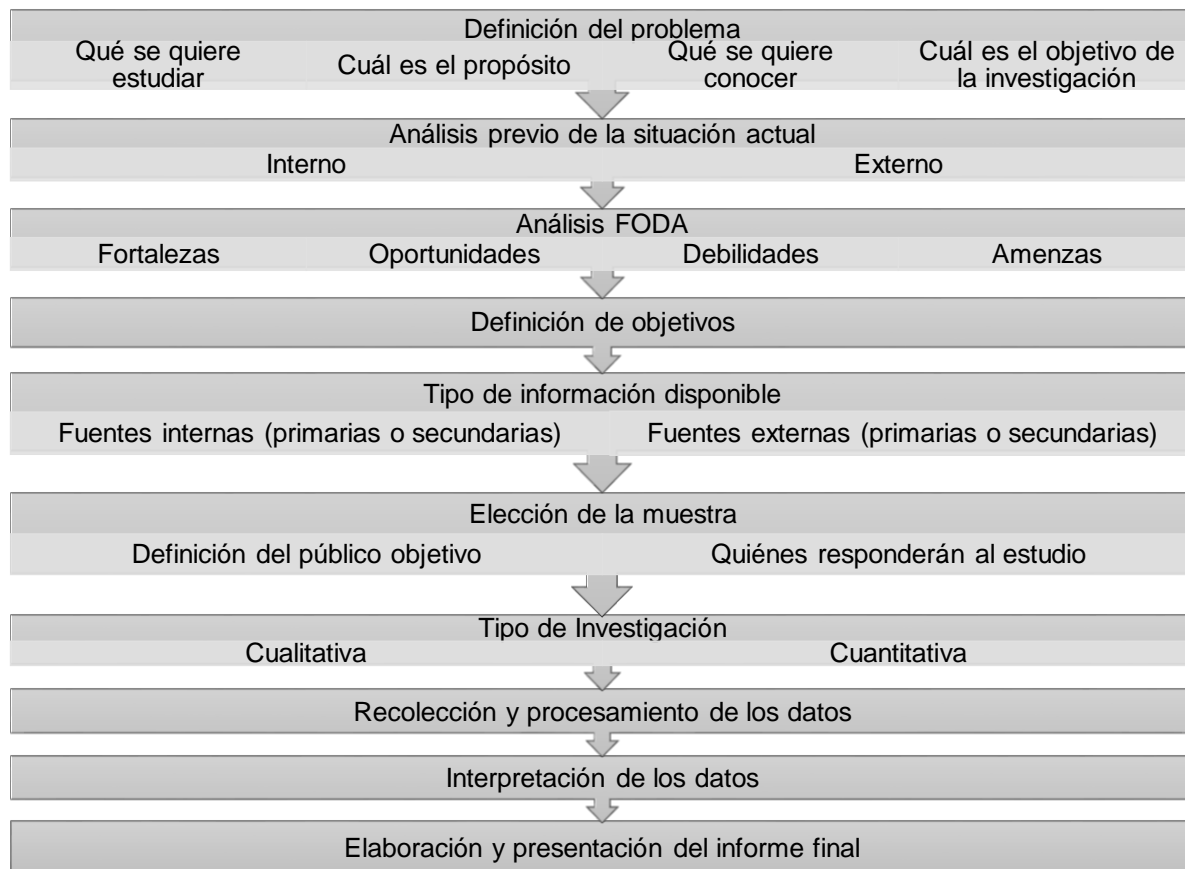 Definición del problema
Qué se quiere estudiar
Cuál es el propósito
Qué se quiere conocer
Cuál es el objetivo de la investigación
Análisis previo de la situación actual
Interno
Externo
Análisis FODA
Fortalezas
Oportunidades
Debilidades
Amenzas
Definición de objetivos
Tipo de información disponible
Fuentes internas (primarias o secundarias)
Fuentes externas (primarias o secundarias)
Elección de la muestra
Definición del público objetivo
Quiénes responderán al estudio
Tipo de Investigación
Cualitativa
Cuantitativa
Recolección y procesamiento de los datos
Interpretación de los datos
Elaboración y presentación del informe final